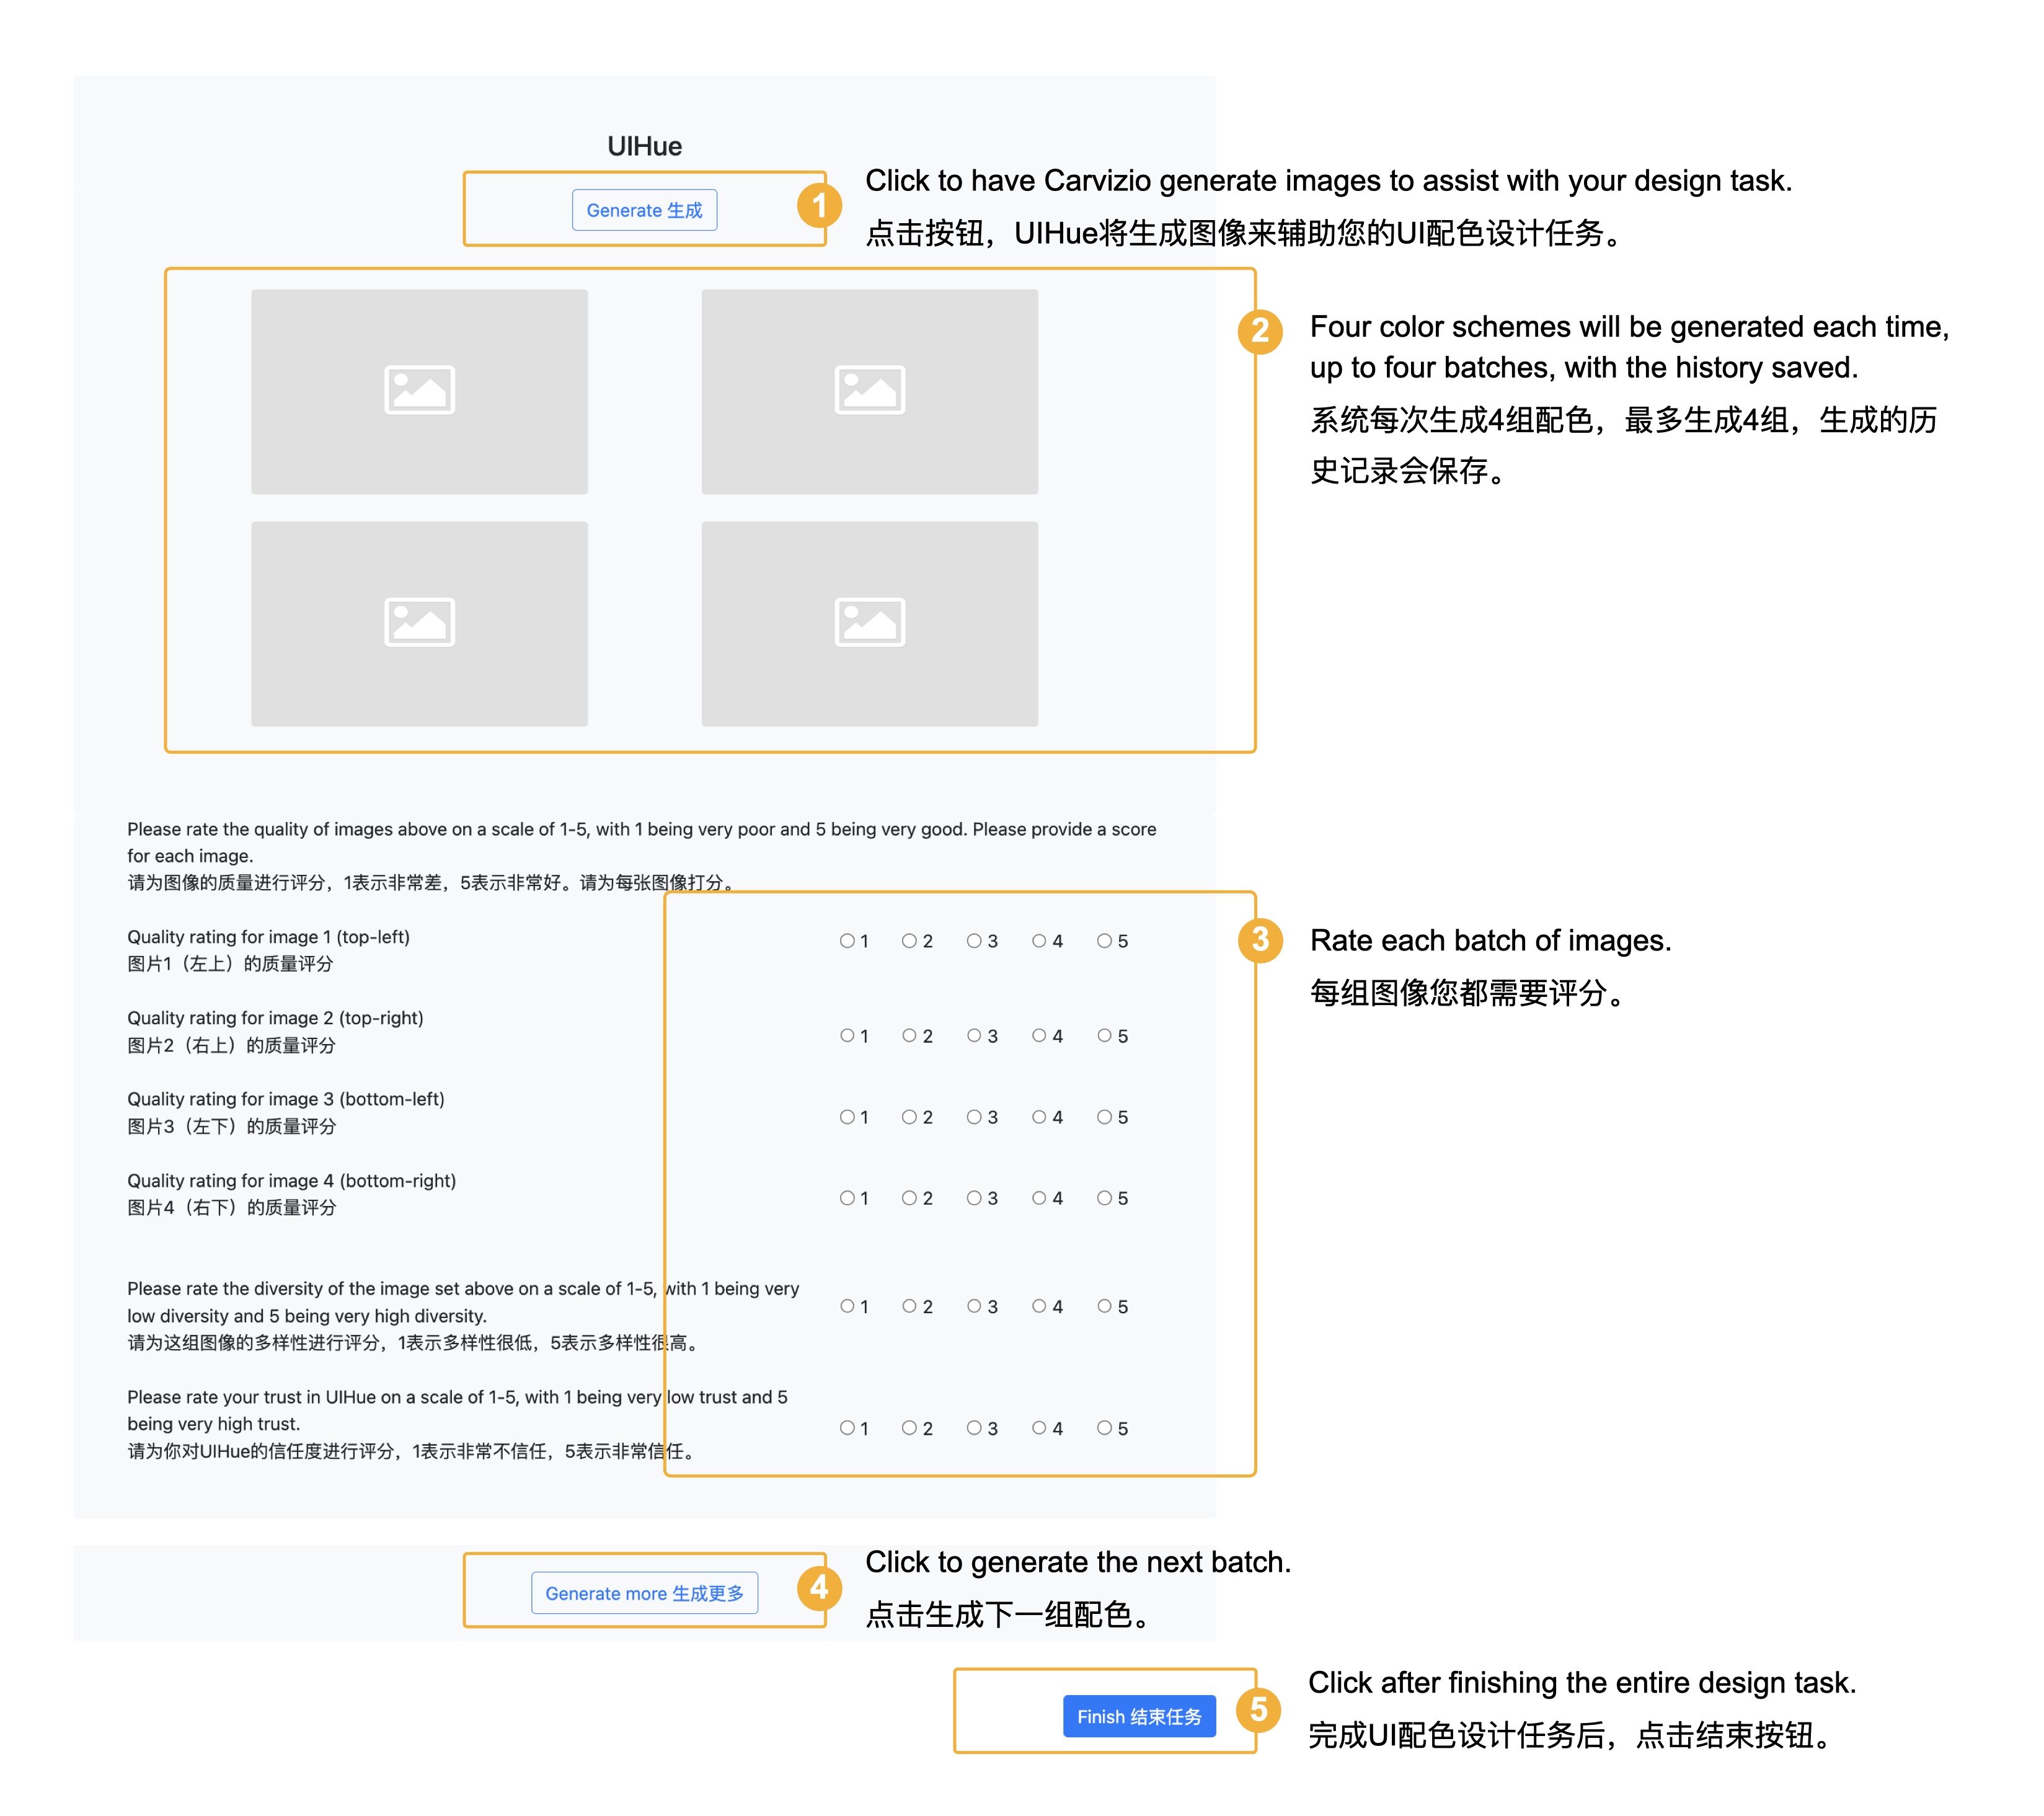 UIHue
Generate 生成
1
Click to have Carvizio generate images to assist with your design task.
点击按钮，UIHue将生成图像来辅助您的UI配色设计任务。
2
Four color schemes will be generated each time,
up to four batches, with the history saved.
系统每次生成4组配色，最多生成4组，生成的历
史记录会保存。
Please rate the quality of images above on a scale of 1-5, with 1 being very poor and 5 being very good. Please provide a score
for each image.
请为图像的质量进行评分，1表示非常差，5表示非常好。请为每张图像打分。
Quality rating for image 1 (top-left)
图片1（左上）的质量评分
1 2 3 4 5
3
Rate each batch of images.
每组图像您都需要评分。
Quality rating for image 2 (top-right)
图片2（右上）的质量评分
1 2 3 4 5
Quality rating for image 3 (bottom-left)
图片3（左下）的质量评分
1 2 3 4 5
Quality rating for image 4 (bottom-right)
图片4（右下）的质量评分
1 2 3 4 5
Please rate the diversity of the image set above on a scale of 1-5, with 1 being very
low diversity and 5 being very high diversity.
请为这组图像的多样性进行评分，1表示多样性很低，5表示多样性很高。
1 2 3 4 5
Please rate your trust in UIHue on a scale of 1-5, with 1 being very low trust and 5
being very high trust.
请为你对UIHue的信任度进行评分，1表示非常不信任，5表示非常信任。
1 2 3 4 5
Generate more 生成更多
4
Click to generate the next batch.
点击生成下一组配色。
Finish 结束任务
5
Click after finishing the entire design task.
完成UI配色设计任务后，点击结束按钮。